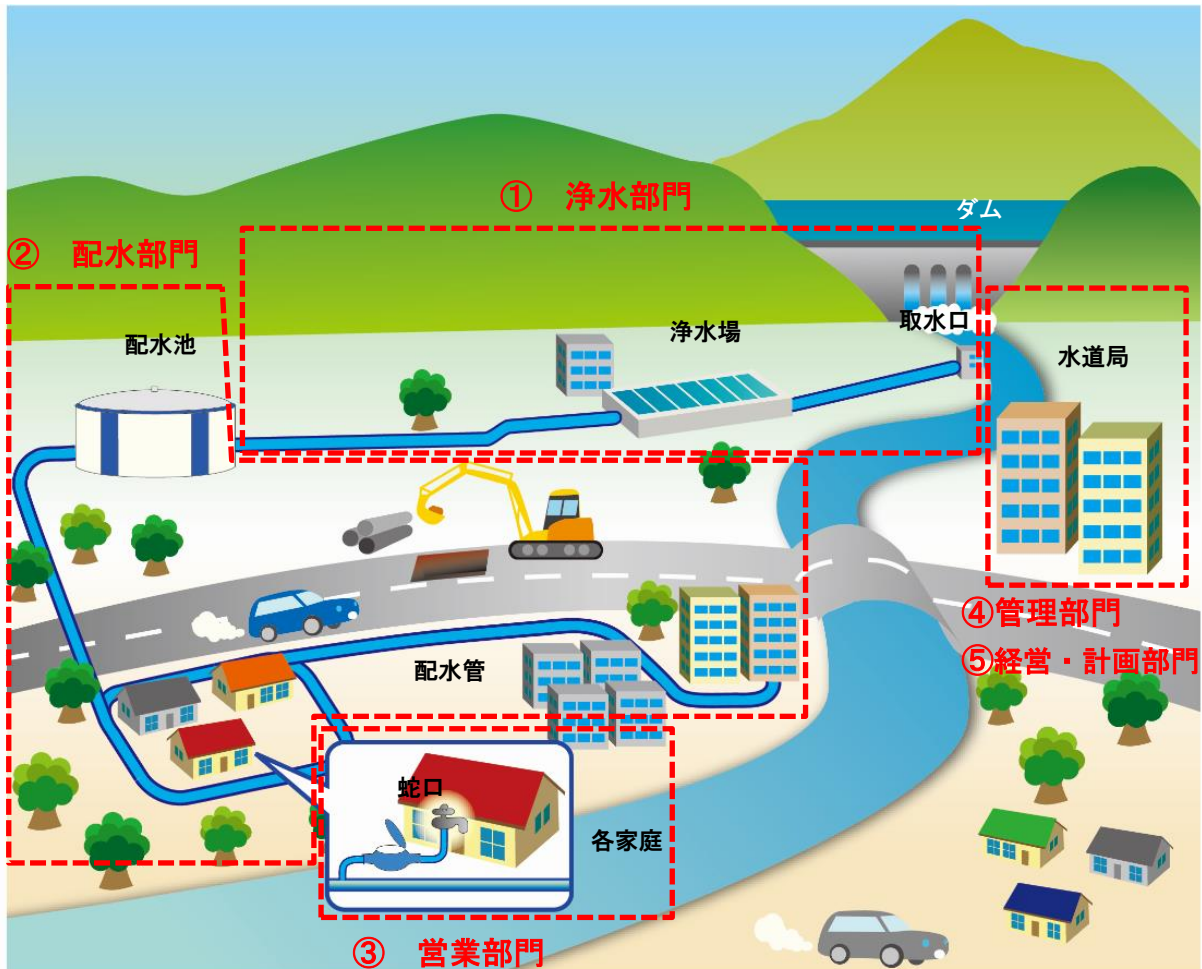 ① 浄水部門
ダム
② 配水部門
取水口
浄水場
配水池
水道局
④管理部門
⑤経営・計画部門
配水管
蛇口
各家庭
③ 営業部門